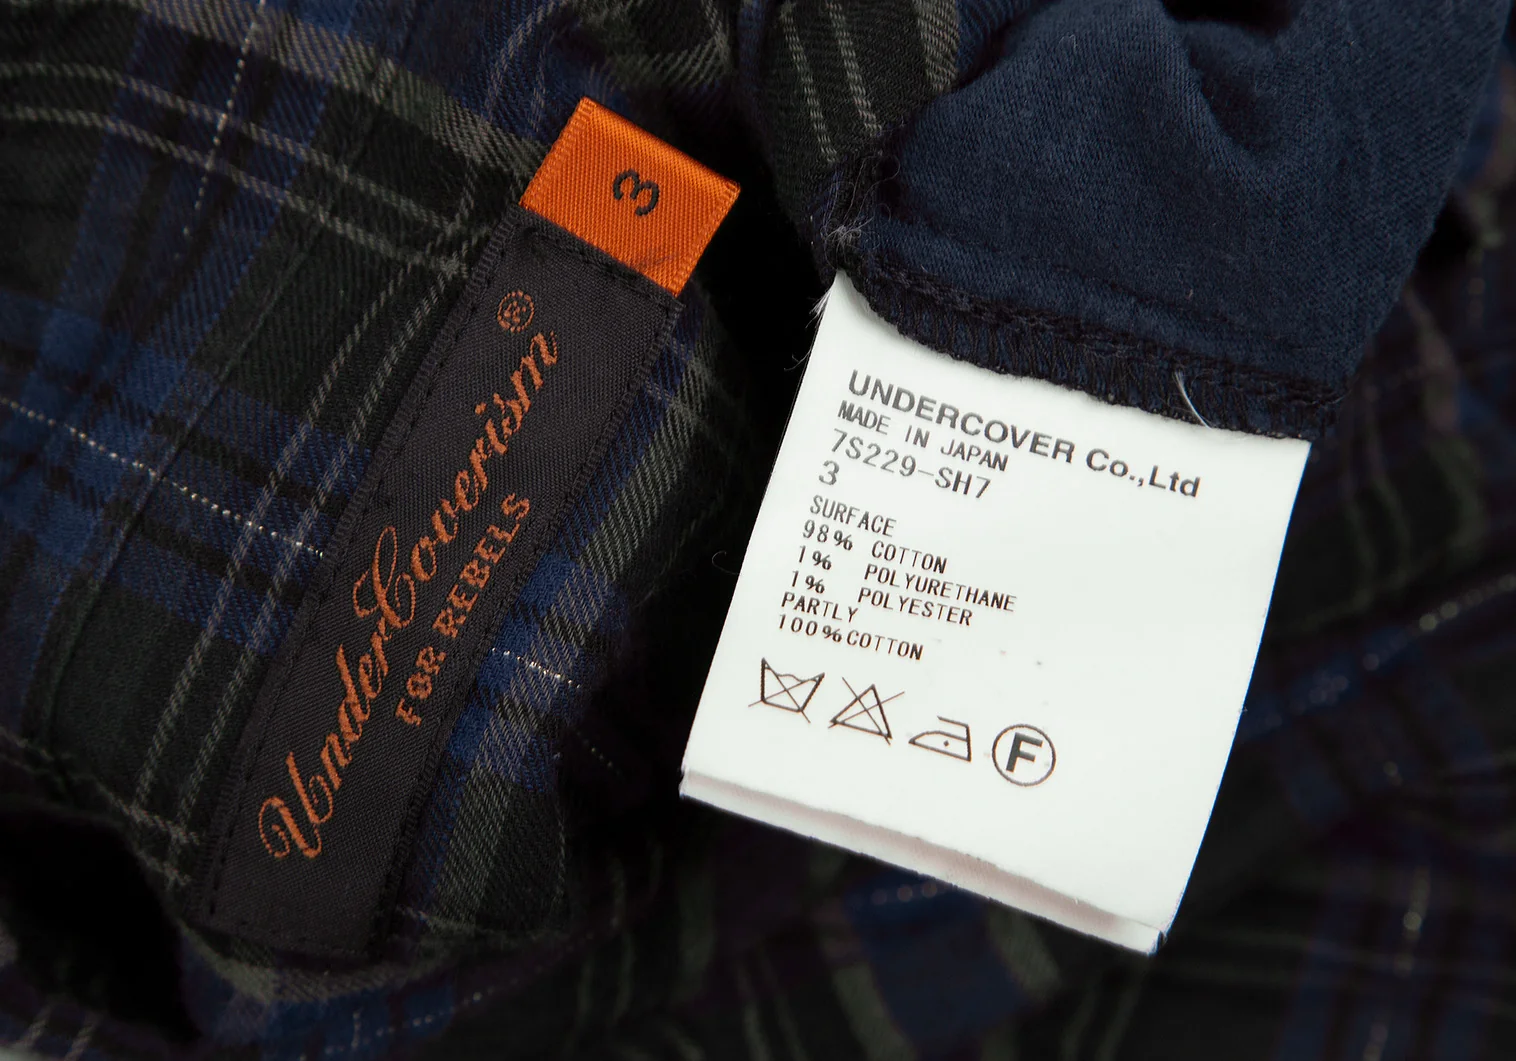 3
UnderCoverism®
FOR REBELS
UNDERCOVER Co.,Ltd
MADE IN JAPAN
7S229-SH7
3
SURFACE
98% COTTON
1% POLYURETHANE
1% POLYESTER
PARTLY
100%COTTON
F